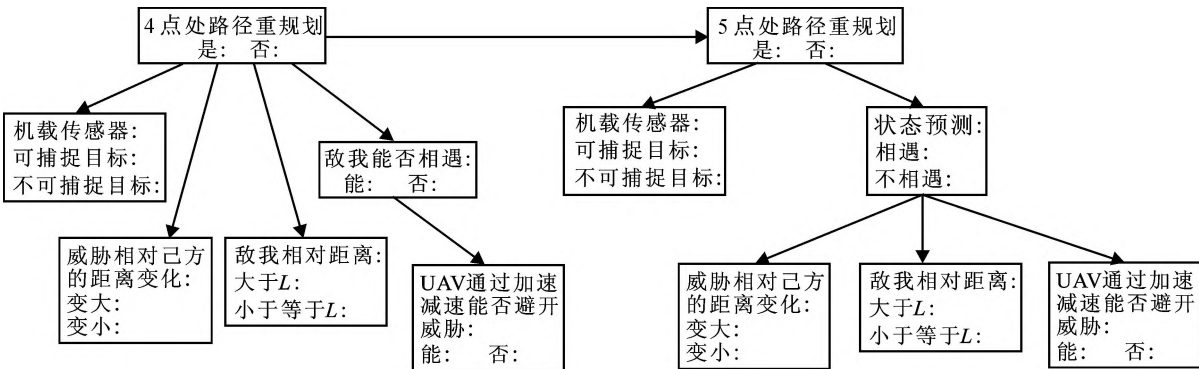 4点处路径重规划
是： 否：
5点处路径重规划
是： 否：
机载传感器：
可捕捉目标：
不可捕捉目标：
敌我能否相遇：
能： 否：
机载传感器：
可捕捉目标：
不可捕捉目标：
状态预测：
相遇：
不相遇：
威胁相对己方
的距离变化：
变大：
变小：
敌我相对距离：
大于L：
小于等于L：
UAV通过加速
减速能否避开
威胁：
能： 否：
威胁相对己方
的距离变化：
变大：
变小：
敌我相对距离：
大于L：
小于等于L：
UAV通过加速
减速能否避开
威胁：
能： 否：